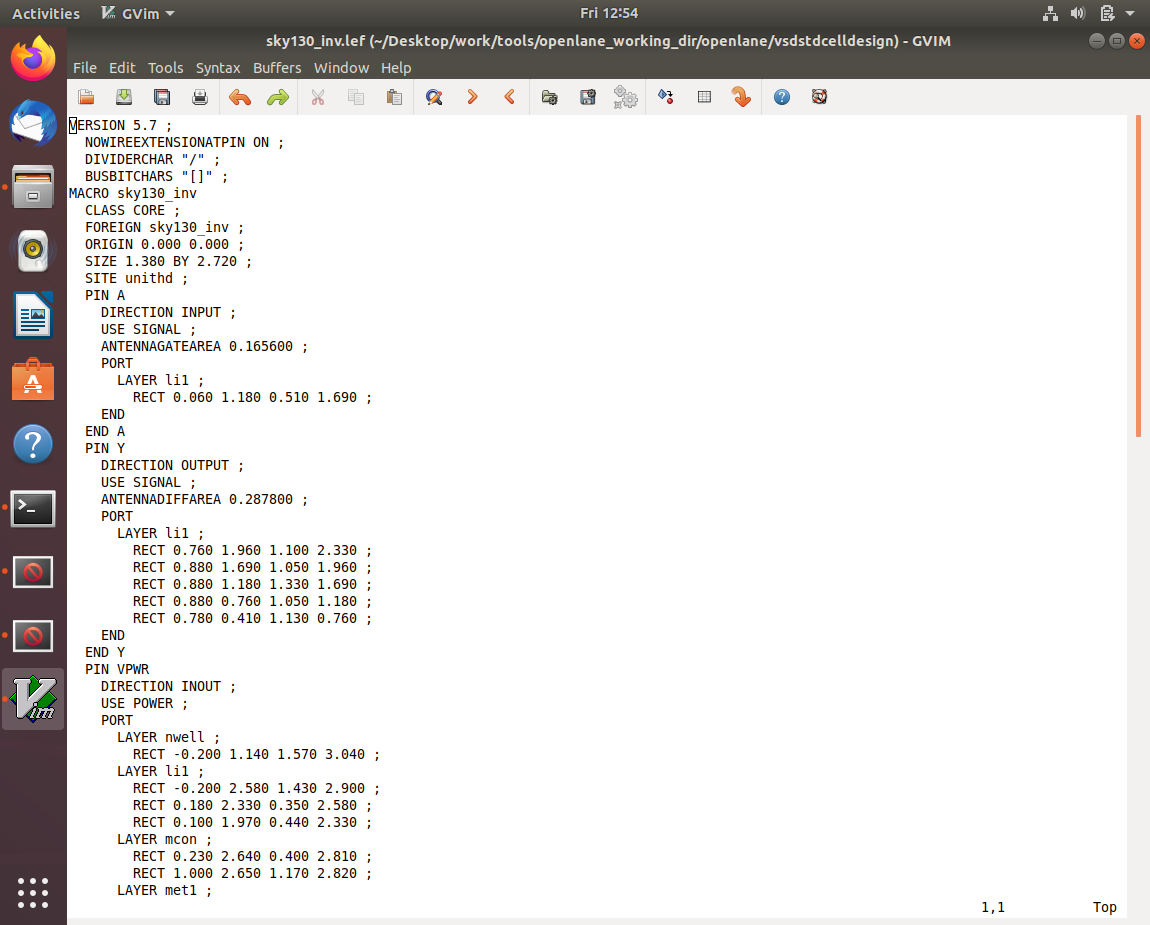 Activities GVim Fri 12:54
sky130_inv.lef (~/Desktop/work/tools/openlane_working_dir/openlane/vsdstdcelldesign) - GVIM
File Edit Tools Syntax Buffers Window Help
VERSION 5.7 ;
  NOWIREEXTENSIONATPIN ON ;
  DIVIDERCHAR "/" ;
  BUSBITCHARS "[]" ;
MACRO sky130_inv
  CLASS CORE ;
  FOREIGN sky130_inv ;
  ORIGIN 0.000 0.000 ;
  SIZE 1.380 BY 2.720 ;
  SITE unithd ;
  PIN A
    DIRECTION INPUT ;
    USE SIGNAL ;
    ANTENNAGATEAREA 0.165600 ;
    PORT
      LAYER li1 ;
        RECT 0.060 1.180 0.510 1.690 ;
    END
  END A
  PIN Y
    DIRECTION OUTPUT ;
    USE SIGNAL ;
    ANTENNADIFFAREA 0.287800 ;
    PORT
      LAYER li1 ;
        RECT 0.760 1.960 1.100 2.330 ;
        RECT 0.880 1.690 1.050 1.960 ;
        RECT 0.880 1.180 1.330 1.690 ;
        RECT 0.880 0.760 1.050 1.180 ;
        RECT 0.780 0.410 1.130 0.760 ;
    END
  END Y
  PIN VPWR
    DIRECTION INOUT ;
    USE POWER ;
    PORT
      LAYER nwell ;
        RECT -0.200 1.140 1.570 3.040 ;
      LAYER li1 ;
        RECT -0.200 2.580 1.430 2.900 ;
        RECT 0.180 2.330 0.350 2.580 ;
        RECT 0.100 1.970 0.440 2.330 ;
      LAYER mcon ;
        RECT 0.230 2.640 0.400 2.810 ;
        RECT 1.000 2.650 1.170 2.820 ;
      LAYER met1 ;
1,1 Top